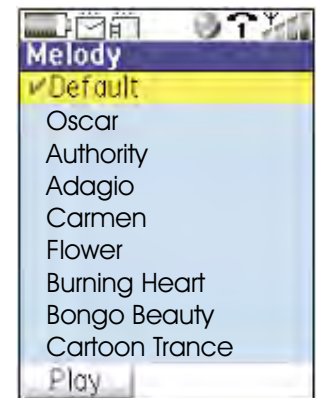 Melody
Default
Oscar
Authority
Adagio
Carmen
Flower
Burning Heart
Bongo Beauty
Cartoon Trance
Play